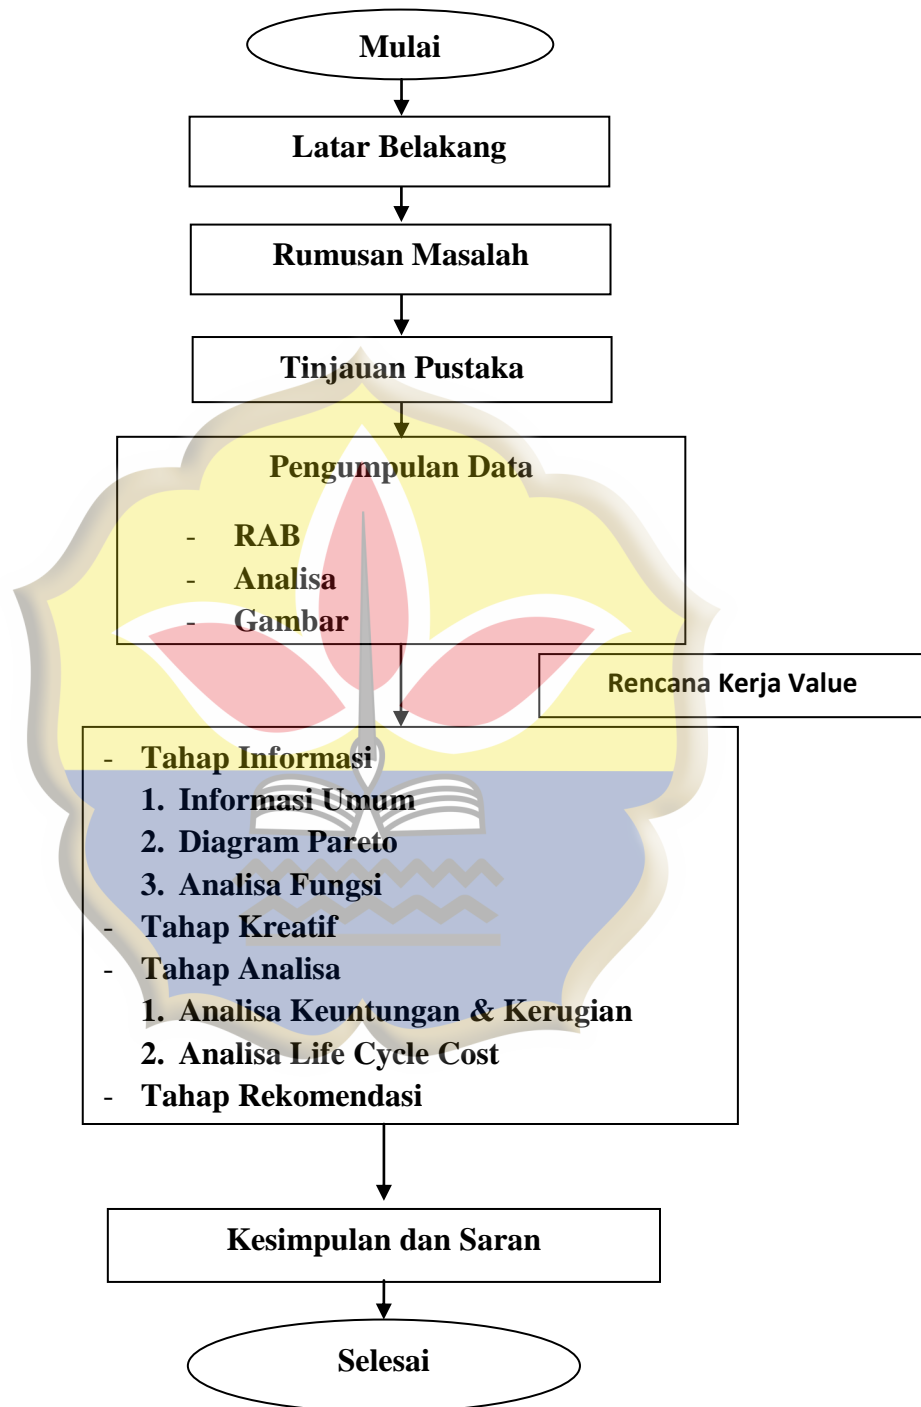 Mulai
Latar Belakang
Rumusan Masalah
Tinjauan Pustaka
Pengumpulan Data
- RAB
- Analisa
- Gambar
Rencana Kerja Value
- Tahap Informasi
1. Informasi Umum
2. Diagram Pareto
3. Analisa Fungsi
- Tahap Kreatif
- Tahap Analisa
1. Analisa Keuntungan & Kerugian
2. Analisa Life Cycle Cost
- Tahap Rekomendasi
Kesimpulan dan Saran
Selesai